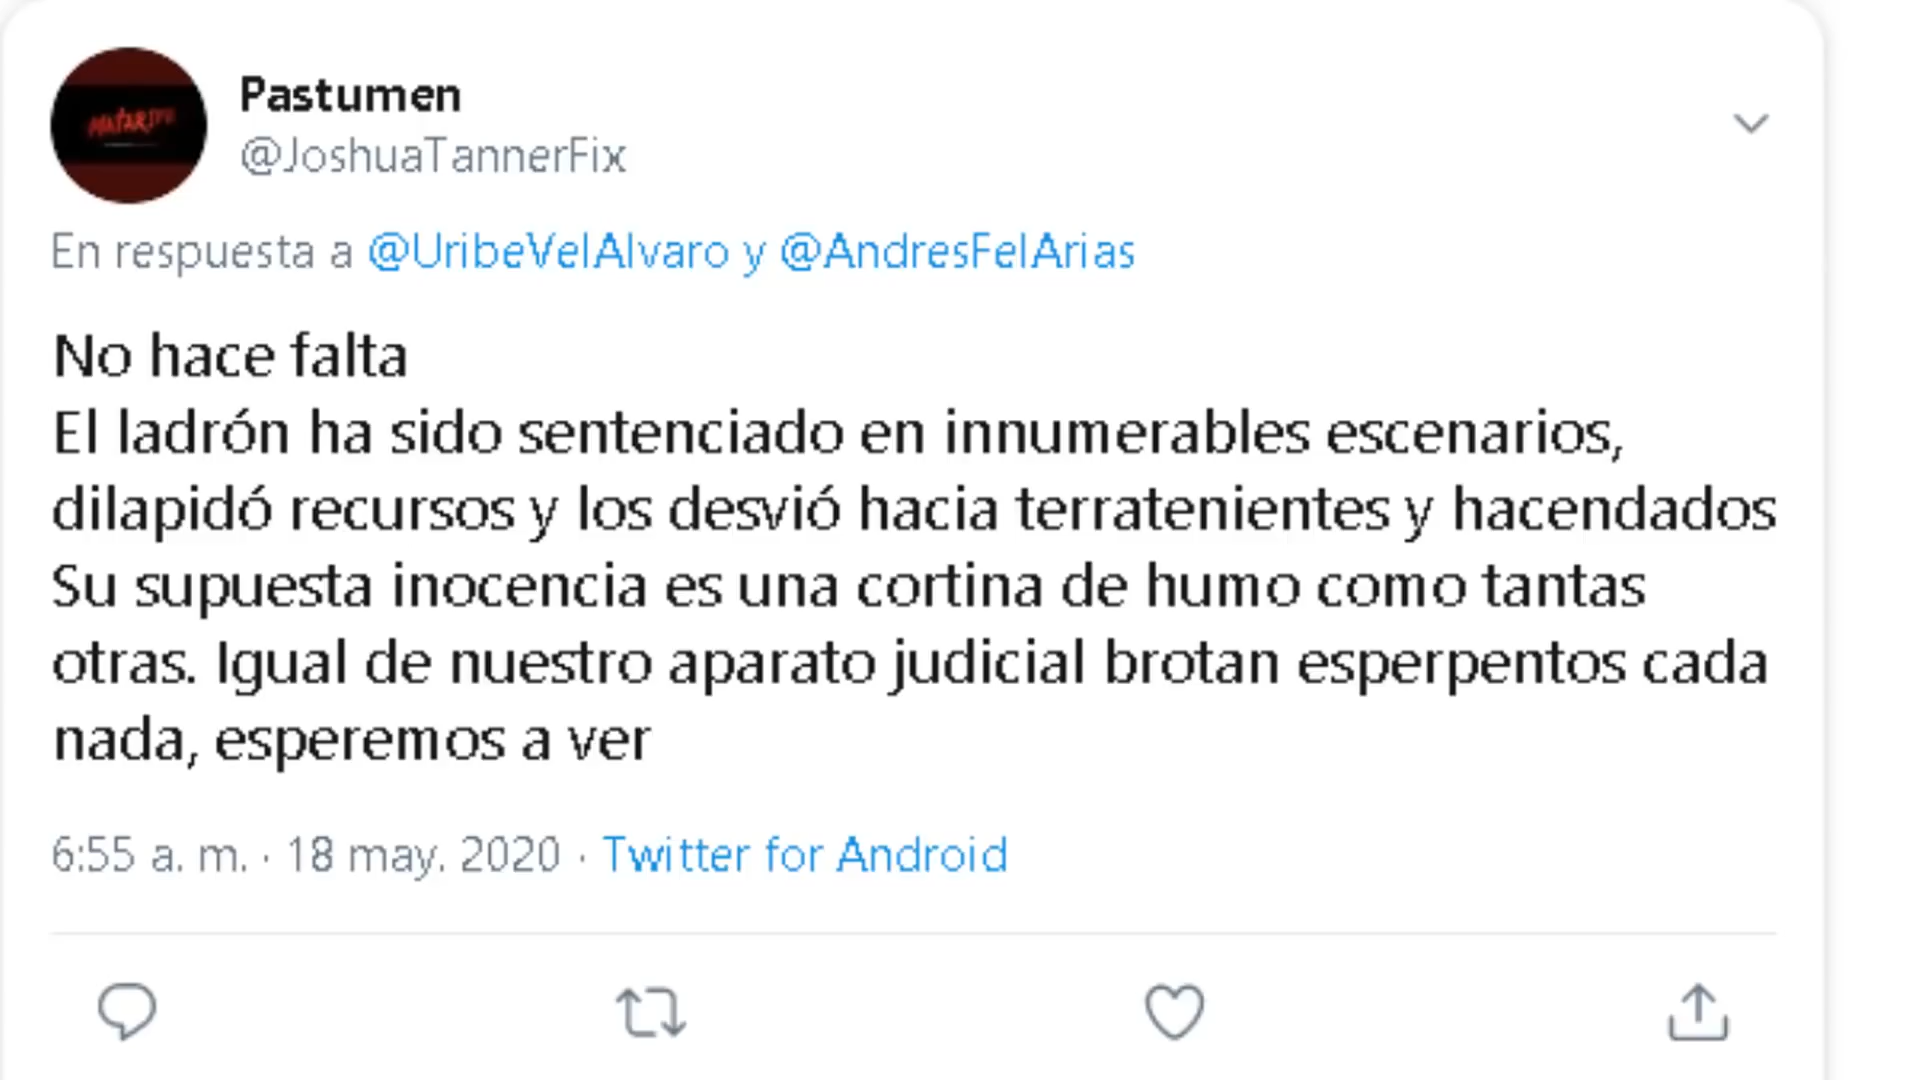 Pastumen
@JoshuaTannerFix
En respuesta a @UribeVelAlvaro y @AndresFelArias
No hace falta
El ladrón ha sido sentenciado en innumerables escenarios,
dilapidó recursos y los desvió hacia terratenientes y hacendados
Su supuesta inocencia es una cortina de humo como tantas
otras. Igual de nuestro aparato judicial brotan esperpentos cada
nada, esperemos a ver
6:55 a. m. · 18 may. 2020 · Twitter for Android